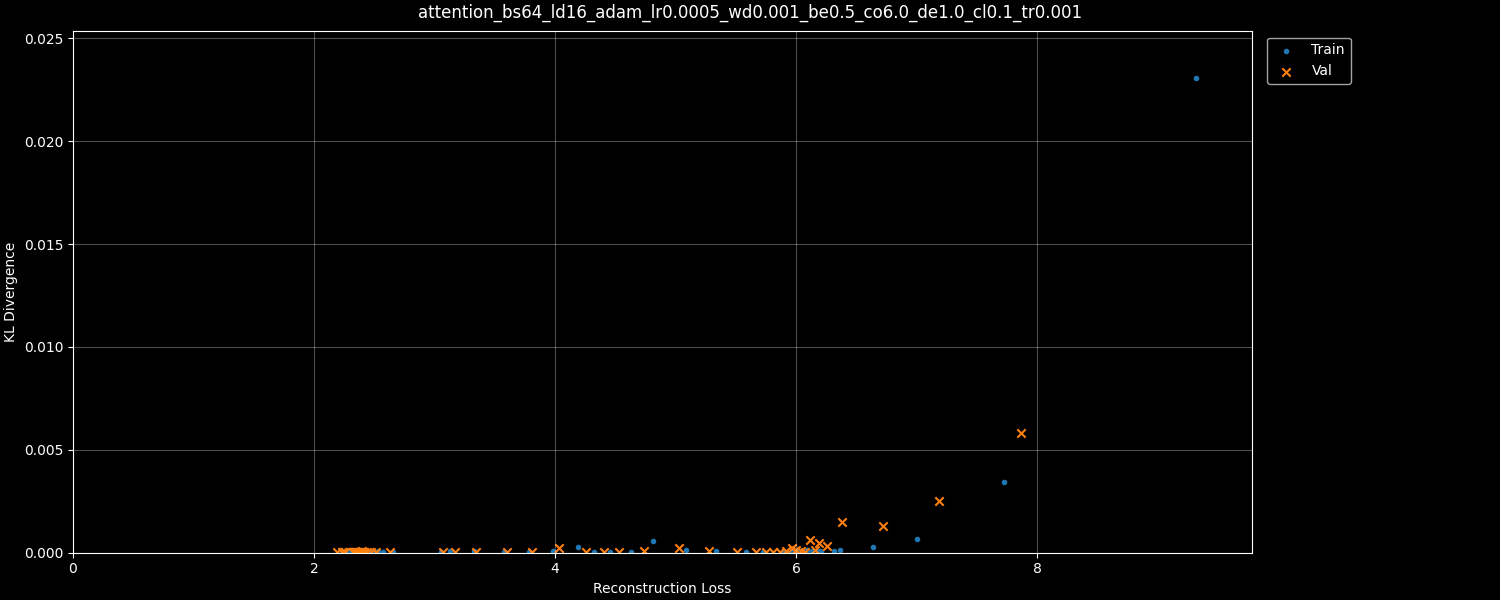 attention_bs64_ld16_adam_lr0.0005_wd0.001_be0.5_co6.0_de1.0_cl0.1_tr0.001
0.025
0.020
0.015
0.010
0.005
0.000
KL Divergence
0
2
4
6
8
Reconstruction Loss
Train
Val